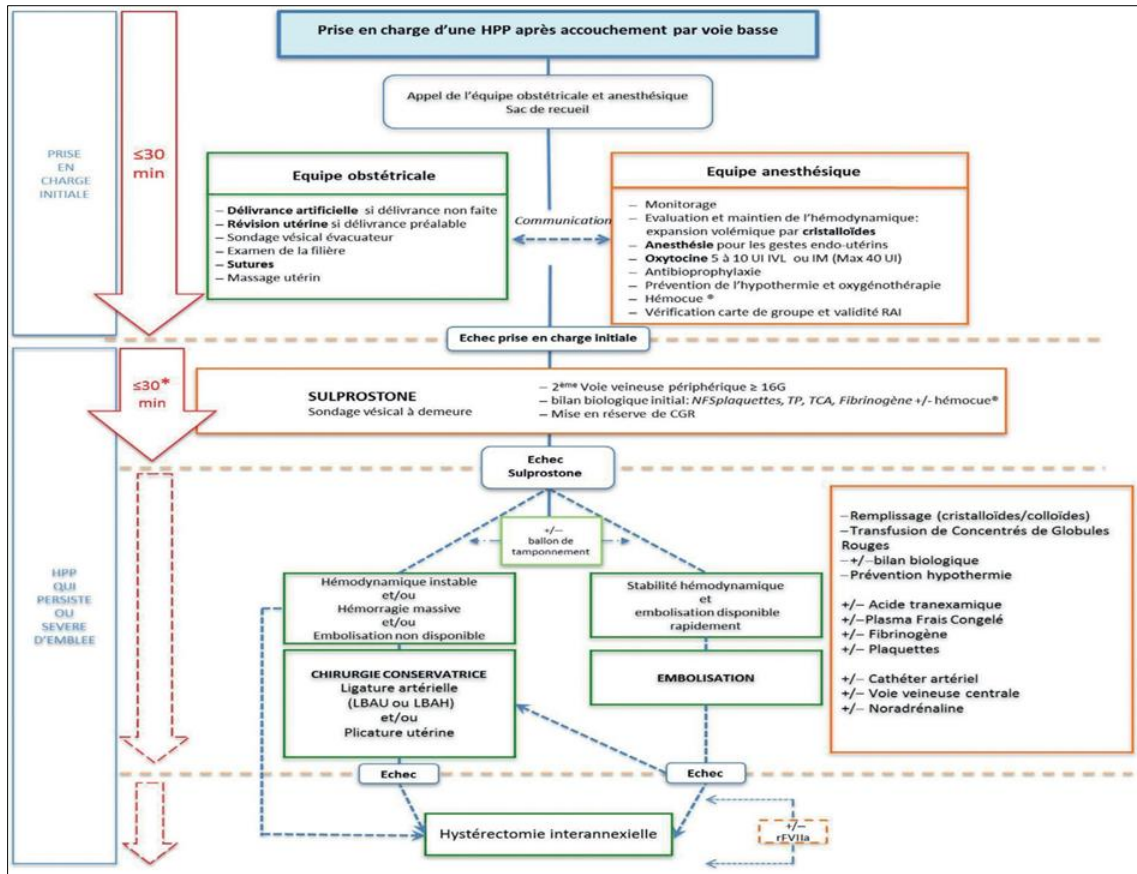 Prise en charge d'une HPP après accouchement par voie basse
Appel de l'équipe obstétricale et anesthésique
Sac de recueil
PRISE
EN
CHARGE
INITIALE
≤30
min
Equipe obstétricale
– Délivrance artificielle si délivrance non faite
– Révision utérine si délivrance préalable
– Sondage vésical évacuateur
– Examen de la filière
– Sutures
– Massage utérin
Communication
Equipe anesthésique
– Monitorage
– Evaluation et maintien de l'hémodynamique:
expansion volémique par cristalloïdes
– Anesthésie pour les gestes endo-utérins
– Oxytocine 5 à 10 UI IVL ou IM (Max 40 UI)
– Antibioprophylaxie
– Prévention de l'hypothermie et oxygénothérapie
– Hémocue ®
– Vérification carte de groupe et validité RAI
Echec prise en charge initiale
≤30*
min
SULPROSTONE
Sondage vésical à demeure
– 2ème Voie veineuse périphérique ≥ 16G
– bilan biologique initial: NFSplaquettes, TP, TCA, Fibrinogène +/- hémocue®
– Mise en réserve de CGR
Echec
Sulprostone
HPP
QUI
PERSISTE
OU
SEVERE
D'EMBLEE
+/–
ballon de
tamponnement
Hémodynamique instable
et/ou
Hémorragie massive
et/ou
Embolisation non disponible
Stabilité hémodynamique
et
embolisation disponible
rapidement
CHIRURGIE CONSERVATRICE
Ligature artérielle
(LBAU ou LBAH)
et/ou
Plicature utérine
EMBOLISATION
–Remplissage (cristalloïdes/colloïdes)
–Transfusion de Concentrés de Globules
Rouges
–+/–bilan biologique
–Prévention hypothermie
+/– Acide tranexamique
+/–Plasma Frais Congelé
+/– Fibrinogène
+/– Plaquettes
+/– Cathéter artériel
+/– Voie veineuse centrale
+/– Noradrénaline
Echec
Echec
Hystérectomie interannexielle
+/–
rFVIIa